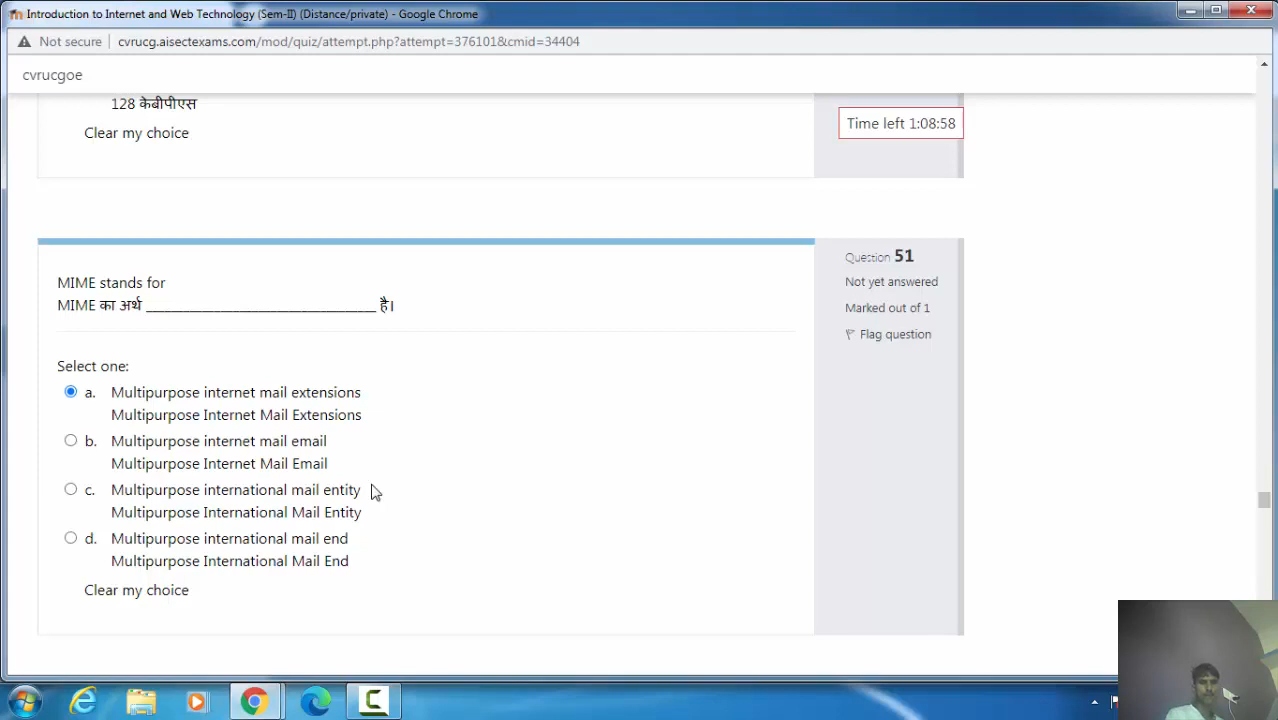 Introduction to Internet and Web Technology (Sem-II) (Distance/private) - Google Chrome
Not secure | cvrucg.aisectexams.com/mod/quiz/attempt.php?attempt=376101&cmid=34404
cvrucgoe
128 केबीपीएस
Clear my choice
Time left 1:08:58
MIME stands for
MIME का अर्थ _________________________________ है।
Select one:
a. Multipurpose internet mail extensions
Multipurpose Internet Mail Extensions
b. Multipurpose internet mail email
Multipurpose Internet Mail Email
c. Multipurpose international mail entity
Multipurpose International Mail Entity
d. Multipurpose international mail end
Multipurpose International Mail End
Clear my choice
Question 51
Not yet answered
Marked out of 1
Flag question